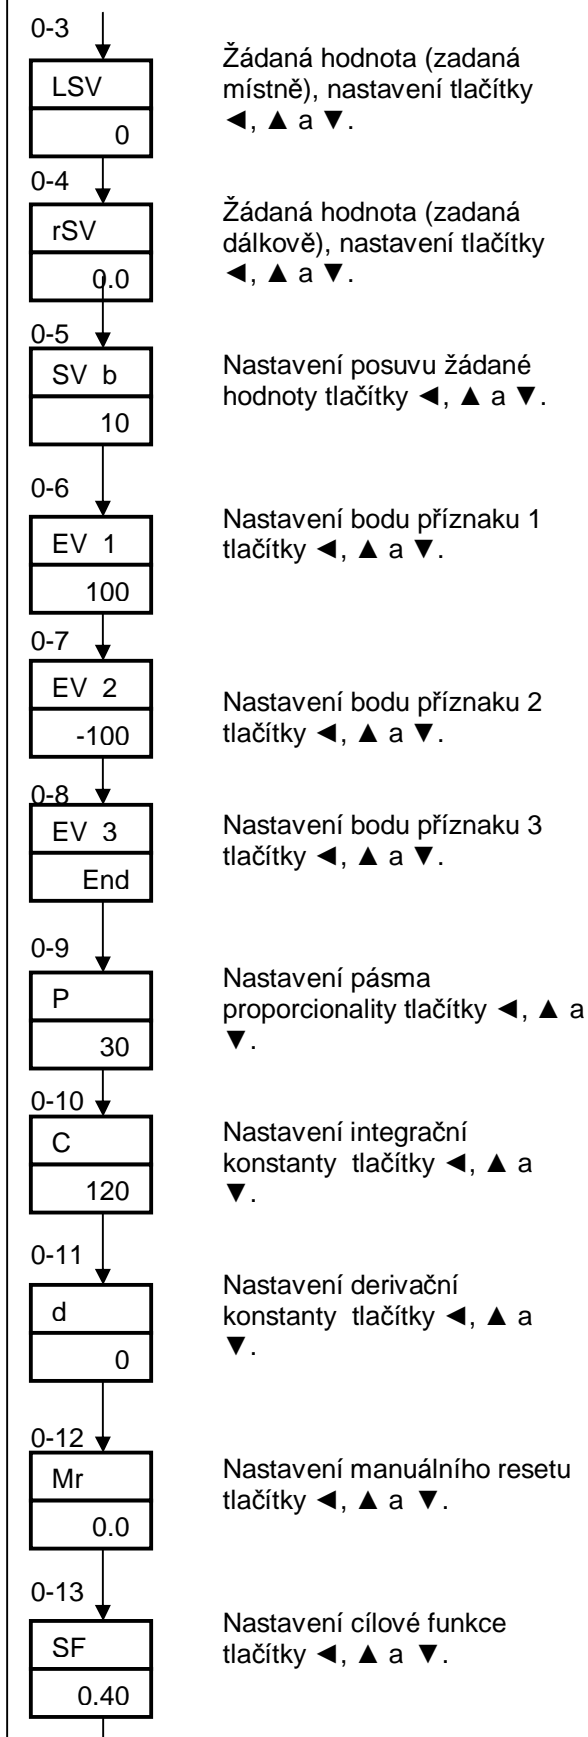 0-3
LSV
0
Žádaná hodnota (zadaná
místně), nastavení tlačítky
◄, ▲ a ▼.
0-4
rSV
0.0
Žádaná hodnota (zadaná
dálkově), nastavení tlačítky
◄, ▲ a ▼.
0-5
SV b
10
Nastavení posuvu žádané
hodnoty tlačítky ◄, ▲ a ▼.
0-6
EV 1
100
Nastavení bodu příznaku 1
tlačítky ◄, ▲ a ▼.
0-7
EV 2
-100
Nastavení bodu příznaku 2
tlačítky ◄, ▲ a ▼.
0-8
EV 3
End
Nastavení bodu příznaku 3
tlačítky ◄, ▲ a ▼.
0-9
P
30
Nastavení pásma
proporcionality tlačítky ◄, ▲ a
▼.
0-10
C
120
Nastavení integrační
konstanty tlačítky ◄, ▲ a
▼.
0-11
d
0
Nastavení derivační
konstanty tlačítky ◄, ▲ a
▼.
0-12
Mr
0.0
Nastavení manuálního resetu
tlačítky ◄, ▲ a ▼.
0-13
SF
0.40
Nastavení cílové funkce
tlačítky ◄, ▲ a ▼.